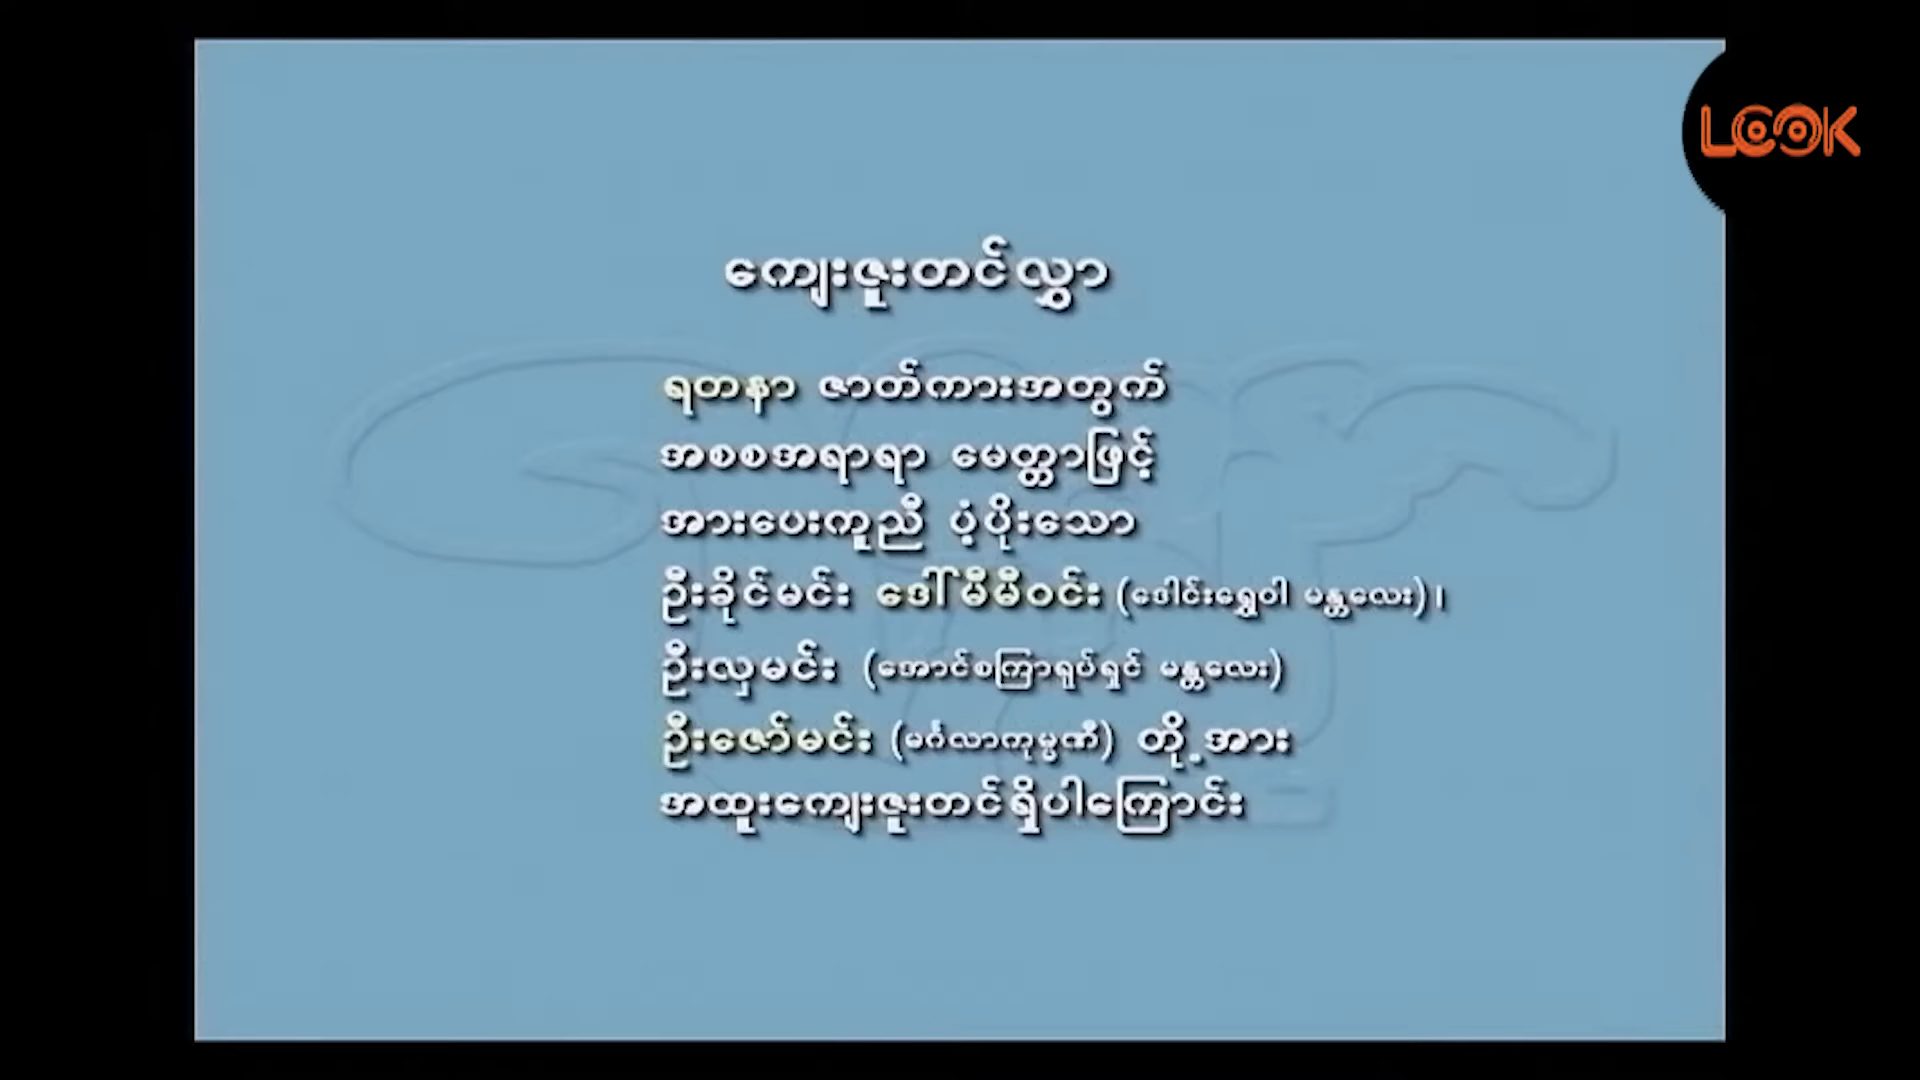 LOOK
ကျေးဇူးတင်လွှာ
ရတနာ ဇာတ်ကားအတွက်
အစစအရာရာ မေတ္တာဖြင့်
အားပေးကူညီ ပံ့ပိုးသော
ဦးခိုင်မင်း ဒေါ်မီမီဝင်း (ဒေါင်းရွှေဝါ မန္တလေး)၊
ဦးလှမင်း (အောင်စကြာရုပ်ရှင် မန္တလေး)
ဦးဇော်မင်း (မင်္ဂလာကုမ္ပဏီ) တို့အား
အထူးကျေးဇူးတင်ရှိပါကြောင်း